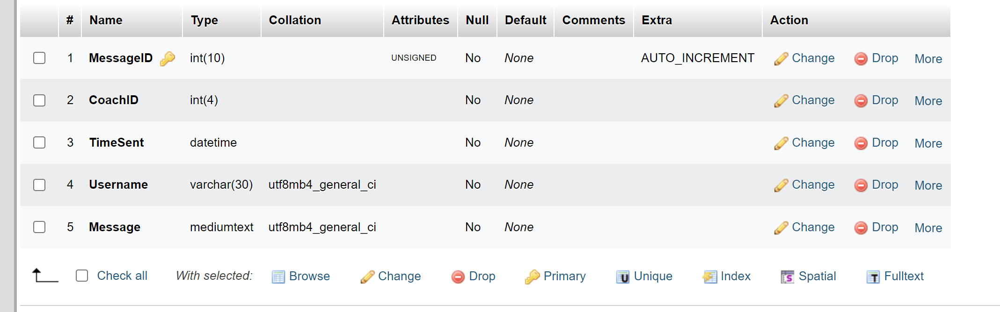 # Name Type Collation Attributes Null Default Comments Extra Action
1 MessageID int(10) UNSIGNED No None AUTO_INCREMENT Change Drop More
2 CoachID int(4) No None Change Drop More
3 TimeSent datetime No None Change Drop More
4 Username varchar(30) utf8mb4_general_ci No None Change Drop More
5 Message mediumtext utf8mb4_general_ci No None Change Drop More
Check all With selected: Browse Change Drop Primary U Unique Index S Spatial T Fulltext